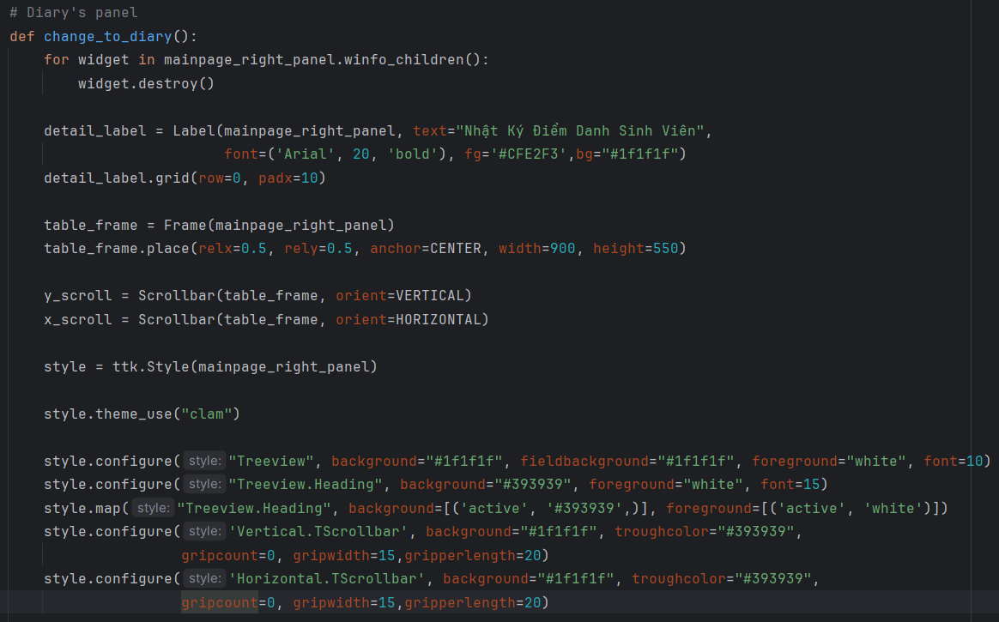 # Diary's panel
def change_to_diary():
    for widget in mainpage_right_panel.winfo_children():
        widget.destroy()

    detail_label = Label(mainpage_right_panel, text="Nhật Ký Điểm Danh Sinh Viên",
                         font=('Arial', 20, 'bold'), fg='#CFE2F3',bg="#1f1f1f")
    detail_label.grid(row=0, padx=10)

    table_frame = Frame(mainpage_right_panel)
    table_frame.place(relx=0.5, rely=0.5, anchor=CENTER, width=900, height=550)

    y_scroll = Scrollbar(table_frame, orient=VERTICAL)
    x_scroll = Scrollbar(table_frame, orient=HORIZONTAL)

    style = ttk.Style(mainpage_right_panel)

    style.theme_use("clam")

    style.configure( style: "Treeview", background="#1f1f1f", fieldbackground="#1f1f1f", foreground="white", font=10)
    style.configure( style: "Treeview.Heading", background="#393939", foreground="white", font=15)
    style.map( style: "Treeview.Heading", background=[('active', '#393939',)], foreground=[('active', 'white')])
    style.configure( style: 'Vertical.TScrollbar', background="#1f1f1f", troughcolor="#393939",
                    gripcount=0, gripwidth=15,gripperlength=20)
    style.configure( style: 'Horizontal.TScrollbar', background="#1f1f1f", troughcolor="#393939",
                    gripcount=0, gripwidth=15,gripperlength=20)